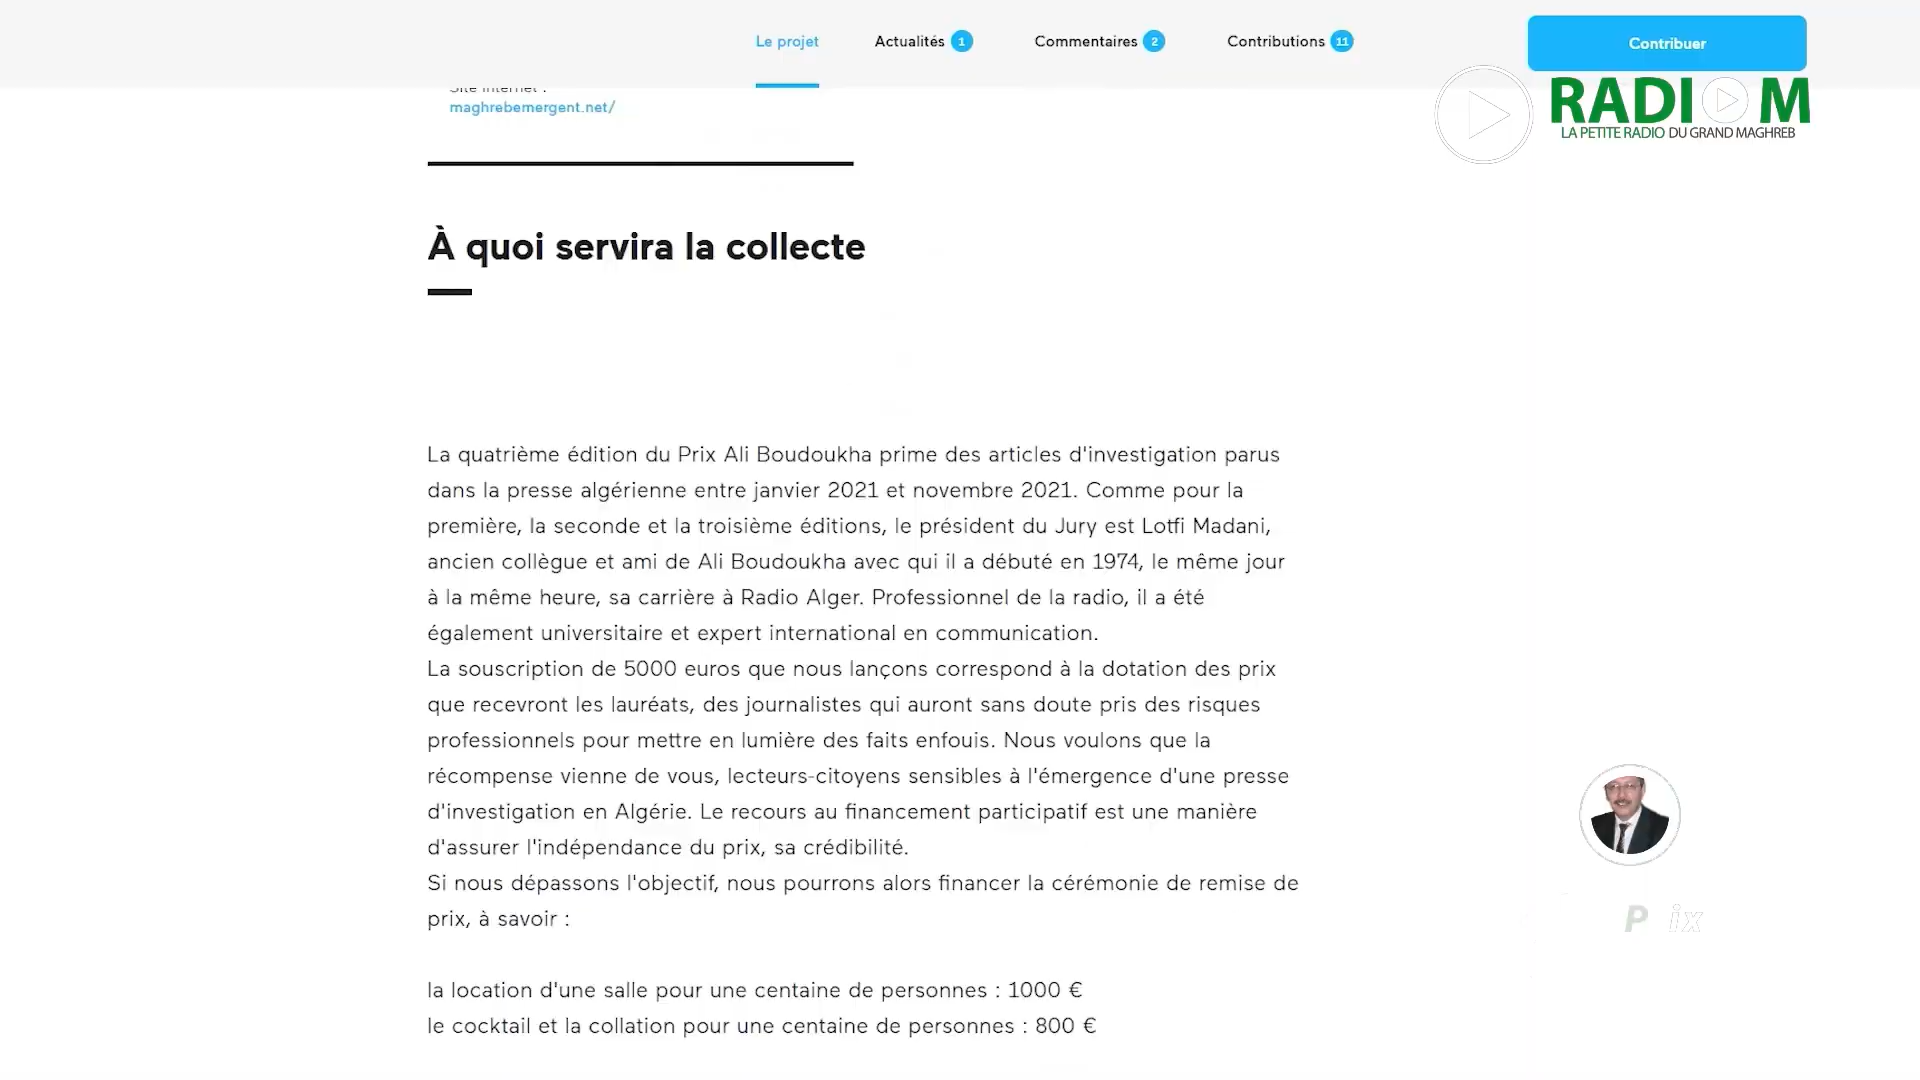 Le projet
Actualités 1
Commentaires 2
Contributions 11
Contribuer
Site internet :
maghrebemergent.net/
RADI M
LA PETITE RADIO DU GRAND MAGHREB
À quoi servira la collecte
La quatrième édition du Prix Ali Boudoukha prime des articles d'investigation parus
dans la presse algérienne entre janvier 2021 et novembre 2021. Comme pour la
première, la seconde et la troisième éditions, le président du Jury est Lotfi Madani,
ancien collègue et ami de Ali Boudoukha avec qui il a débuté en 1974, le même jour
à la même heure, sa carrière à Radio Alger. Professionnel de la radio, il a été
également universitaire et expert international en communication.
La souscription de 5000 euros que nous lançons correspond à la dotation des prix
que recevront les lauréats, des journalistes qui auront sans doute pris des risques
professionnels pour mettre en lumière des faits enfouis. Nous voulons que la
récompense vienne de vous, lecteurs-citoyens sensibles à l'émergence d'une presse
d'investigation en Algérie. Le recours au financement participatif est une manière
d'assurer l'indépendance du prix, sa crédibilité.
Si nous dépassons l'objectif, nous pourrons alors financer la cérémonie de remise de
prix, à savoir :
P ix
la location d'une salle pour une centaine de personnes : 1000 €
le cocktail et la collation pour une centaine de personnes : 800 €